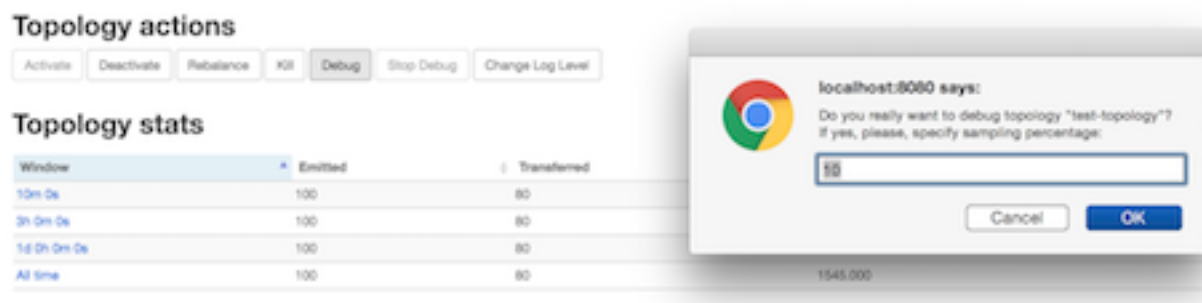 Topology actions
Activate Deactivate Rebalance Kill Debug Stop Debug Change Log Level
localhost:8080 says:
Do you really want to debug topology "test-topology"?
If yes, please, specify sampling percentage:
10
Cancel OK
Topology stats
Window Emitted Transferred
10m 0s 100 80
3h 0m 0s 100 80
1d 0h 0m 0s 100 80
All time 100 80 1545.000